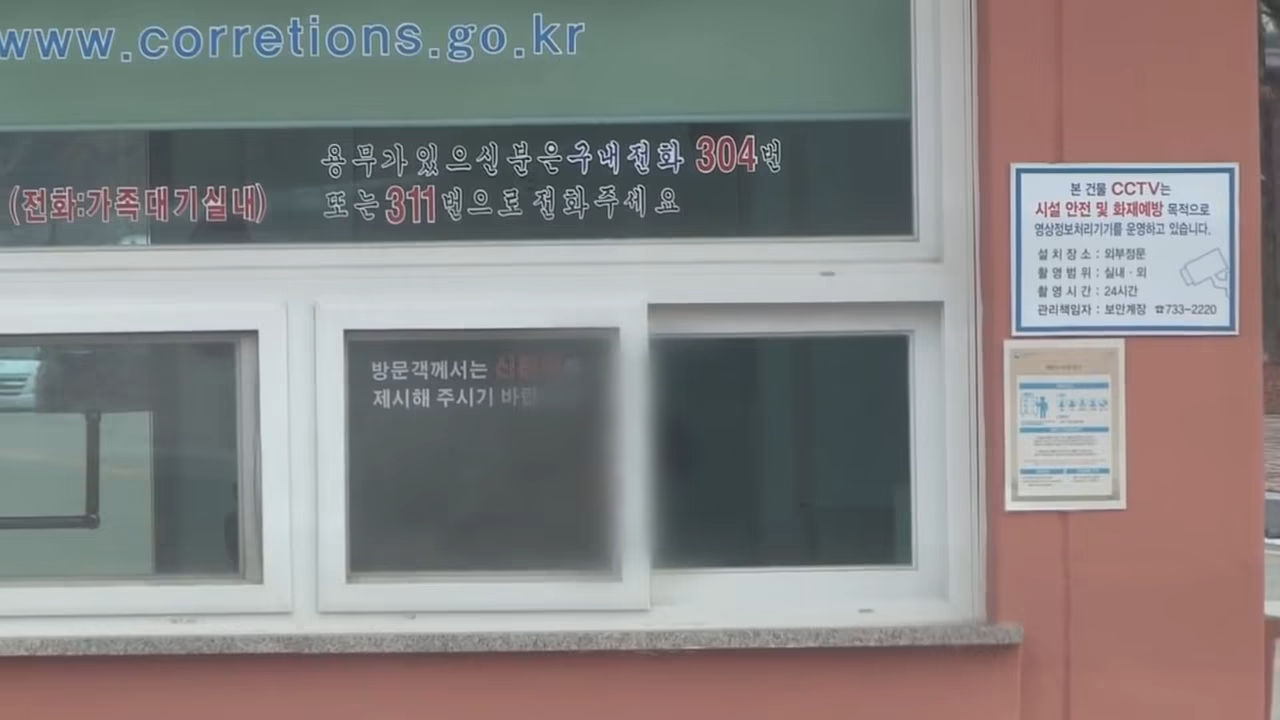 www.corretions.go.kr
용무가 있으신분은 구내전화 304번
(전화:가족대기실내)
또는 311번으로 전화주세요
방문객께서는
제시해 주시기
본 건물 CCTV는
시설 안전 및 화재예방 목적으로
영상정보처리기기를 운영하고 있습니다.
설 치 장 소 : 외부정문
촬 영 범 위 : 실내 · 외
촬 영 시 간 : 24시간
관리책임자 : 보안계장 ☎733-2220